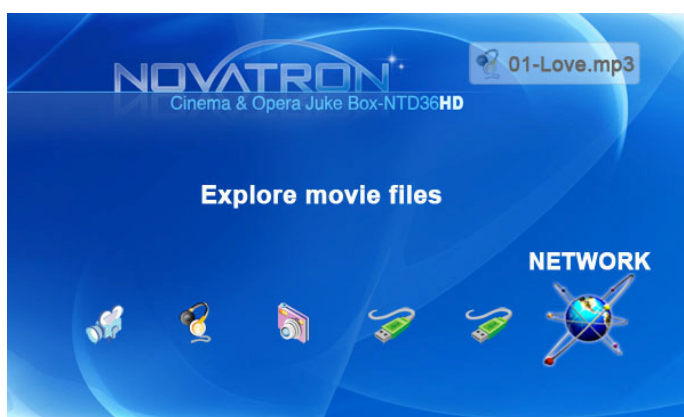 NOVATRON
01-Love.mp3
Cinema & Opera Juke Box-NTD36HD
Explore movie files
NETWORK